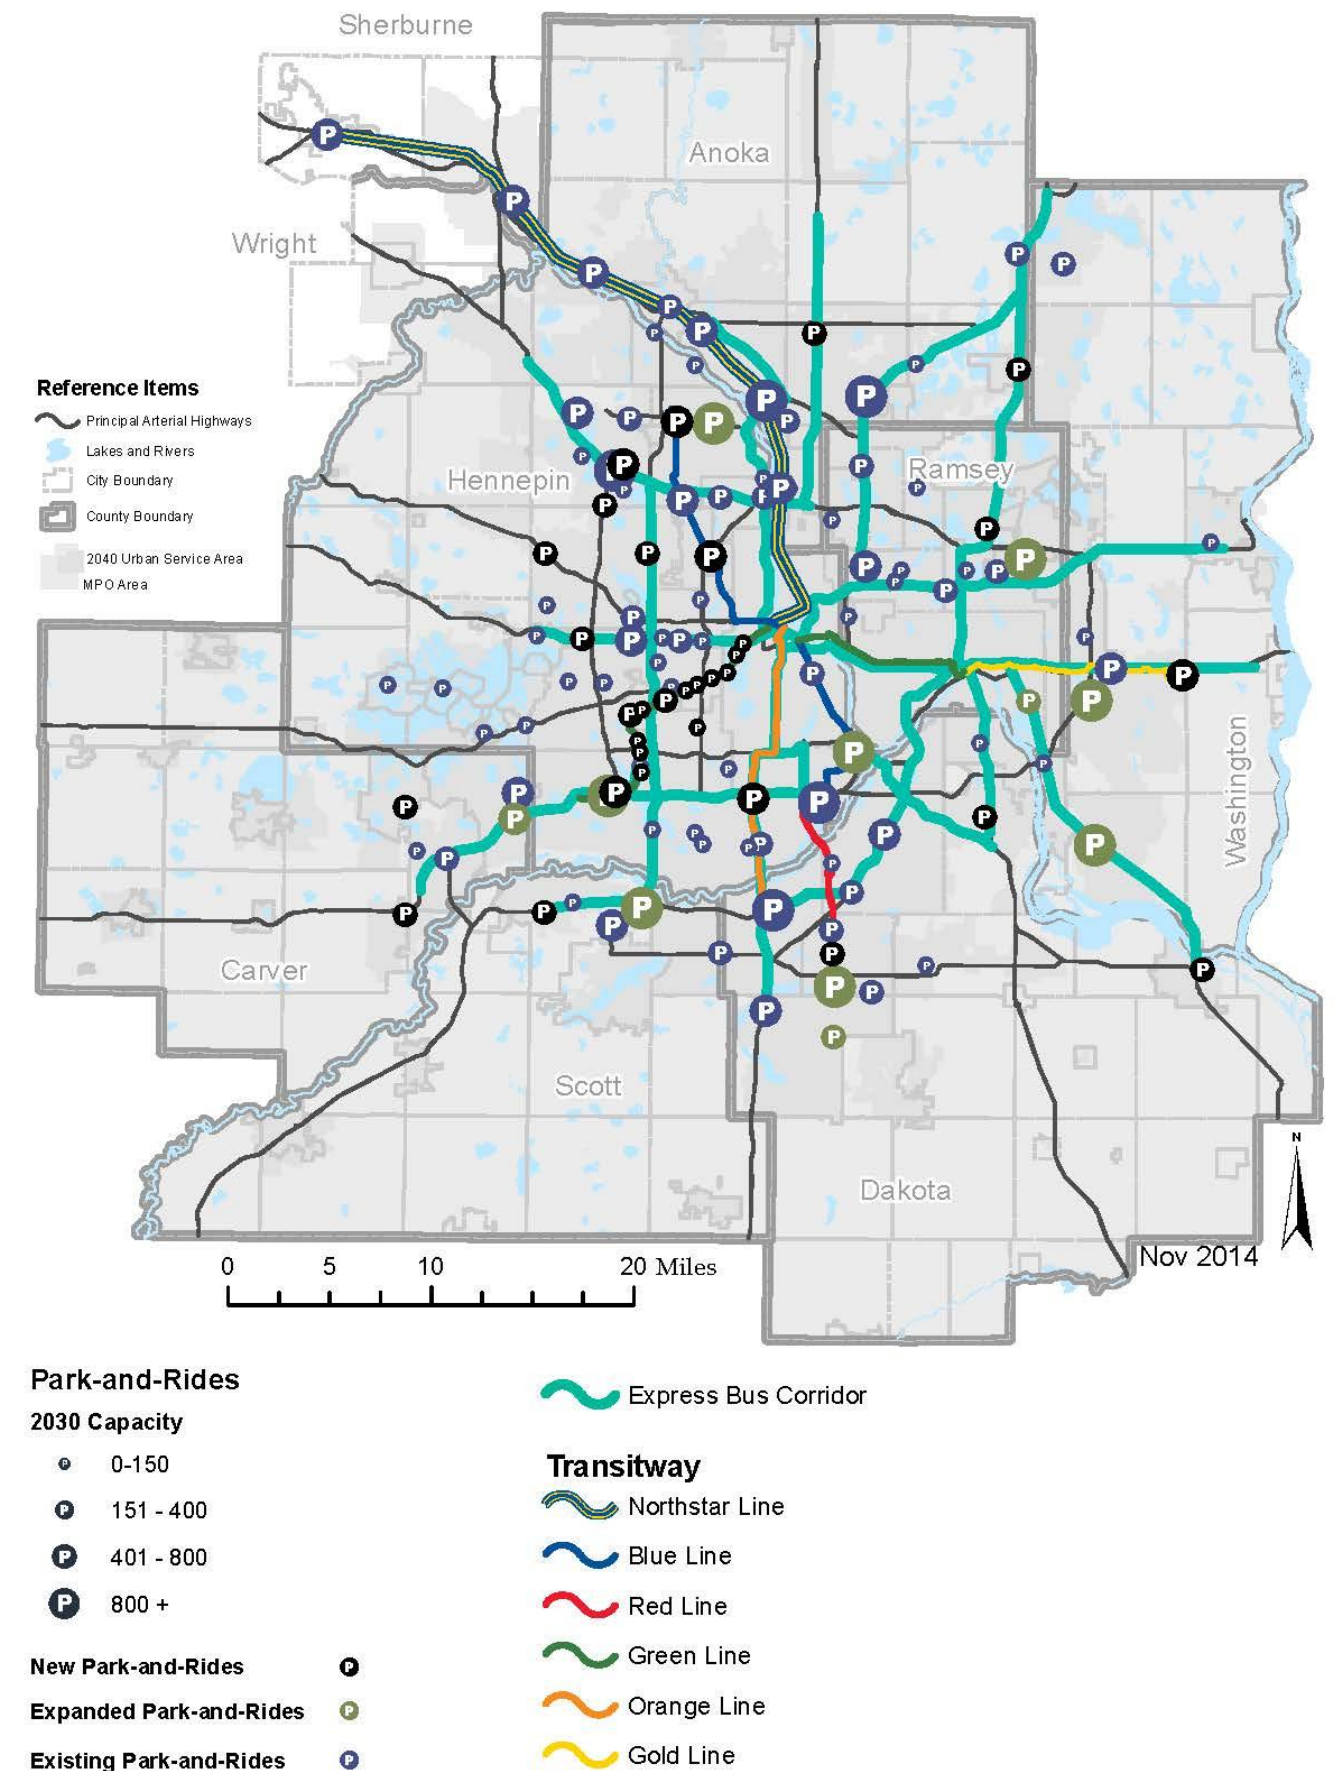 Sherburne
Anoka
Wright
Reference Items
Principal Arterial Highways
Lakes and Rivers
City Boundary
County Boundary
2040 Urban Service Area
MPO Area
Hennepin
Ramsey
Washington
Carver
Scott
Dakota
N
Nov 2014
0 5 10 20 Miles
Park-and-Rides
2030 Capacity
P 0-150
P 151 - 400
P 401 - 800
P 800 +
New Park-and-Rides P
Expanded Park-and-Rides P
Existing Park-and-Rides P
Express Bus Corridor
Transitway
Northstar Line
Blue Line
Red Line
Green Line
Orange Line
Gold Line